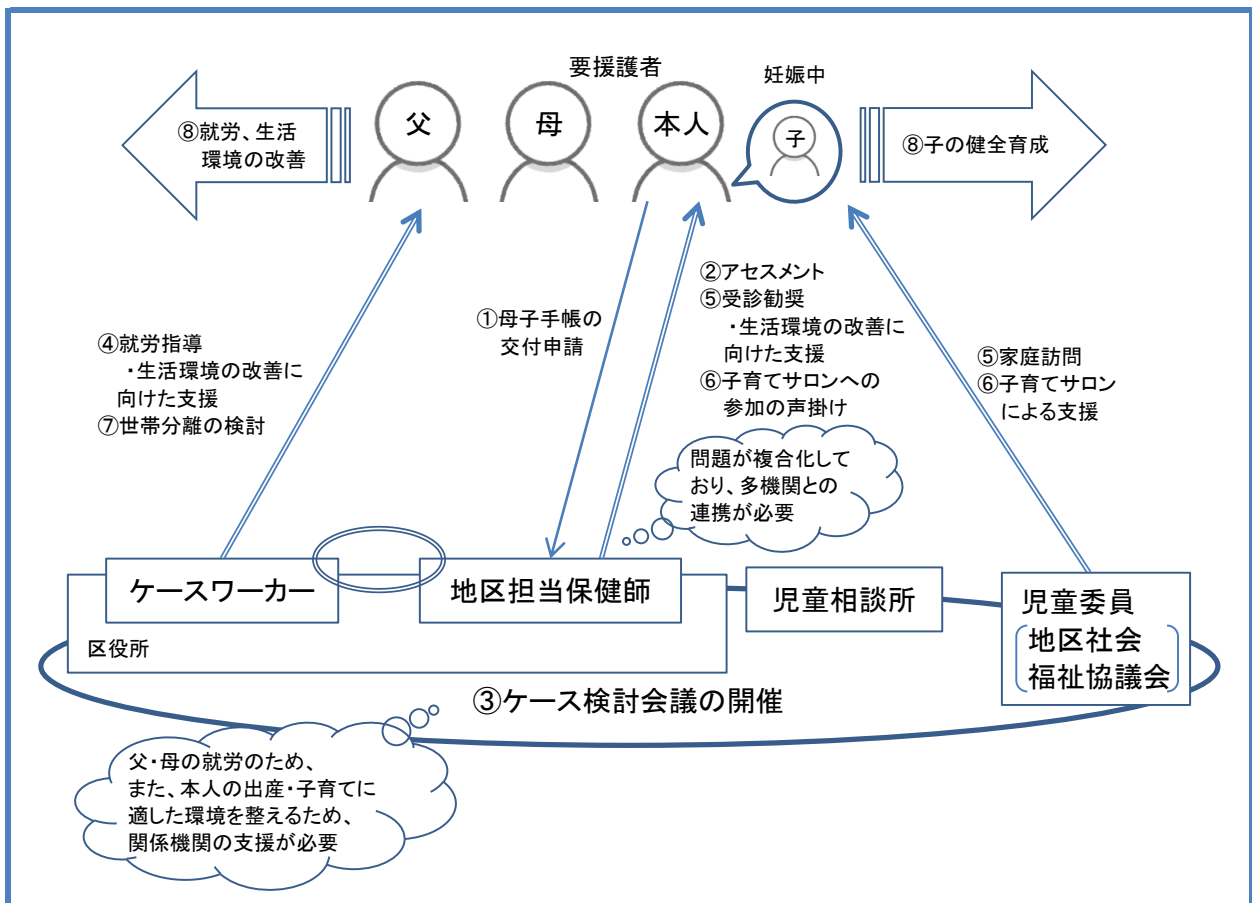 要援護者
妊娠中
父
母
本人
子
⑧就労、生活
環境の改善
⑧子の健全育成
①母子手帳の
交付申請
②アセスメント
⑤受診勧奨
・生活環境の改善に
向けた支援
⑥子育てサロンへの
参加の声掛け
④就労指導
・生活環境の改善に
向けた支援
⑦世帯分離の検討
⑤家庭訪問
⑥子育てサロン
による支援
問題が複合化して
おり、多機関との
連携が必要
ケースワーカー
地区担当保健師
児童相談所
児童委員
地区社会
福祉協議会
区役所
③ケース検討会議の開催
父・母の就労のため、
また、本人の出産・子育てに
適した環境を整えるため、
関係機関の支援が必要